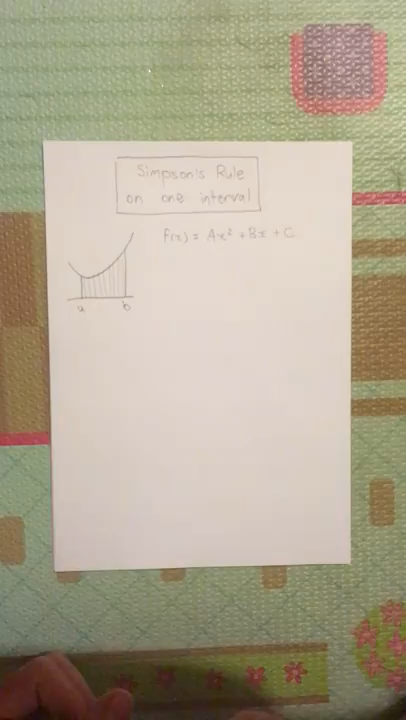 Simpson's Rule
on one interval
f(x) = Ax² + Bx + C
a b